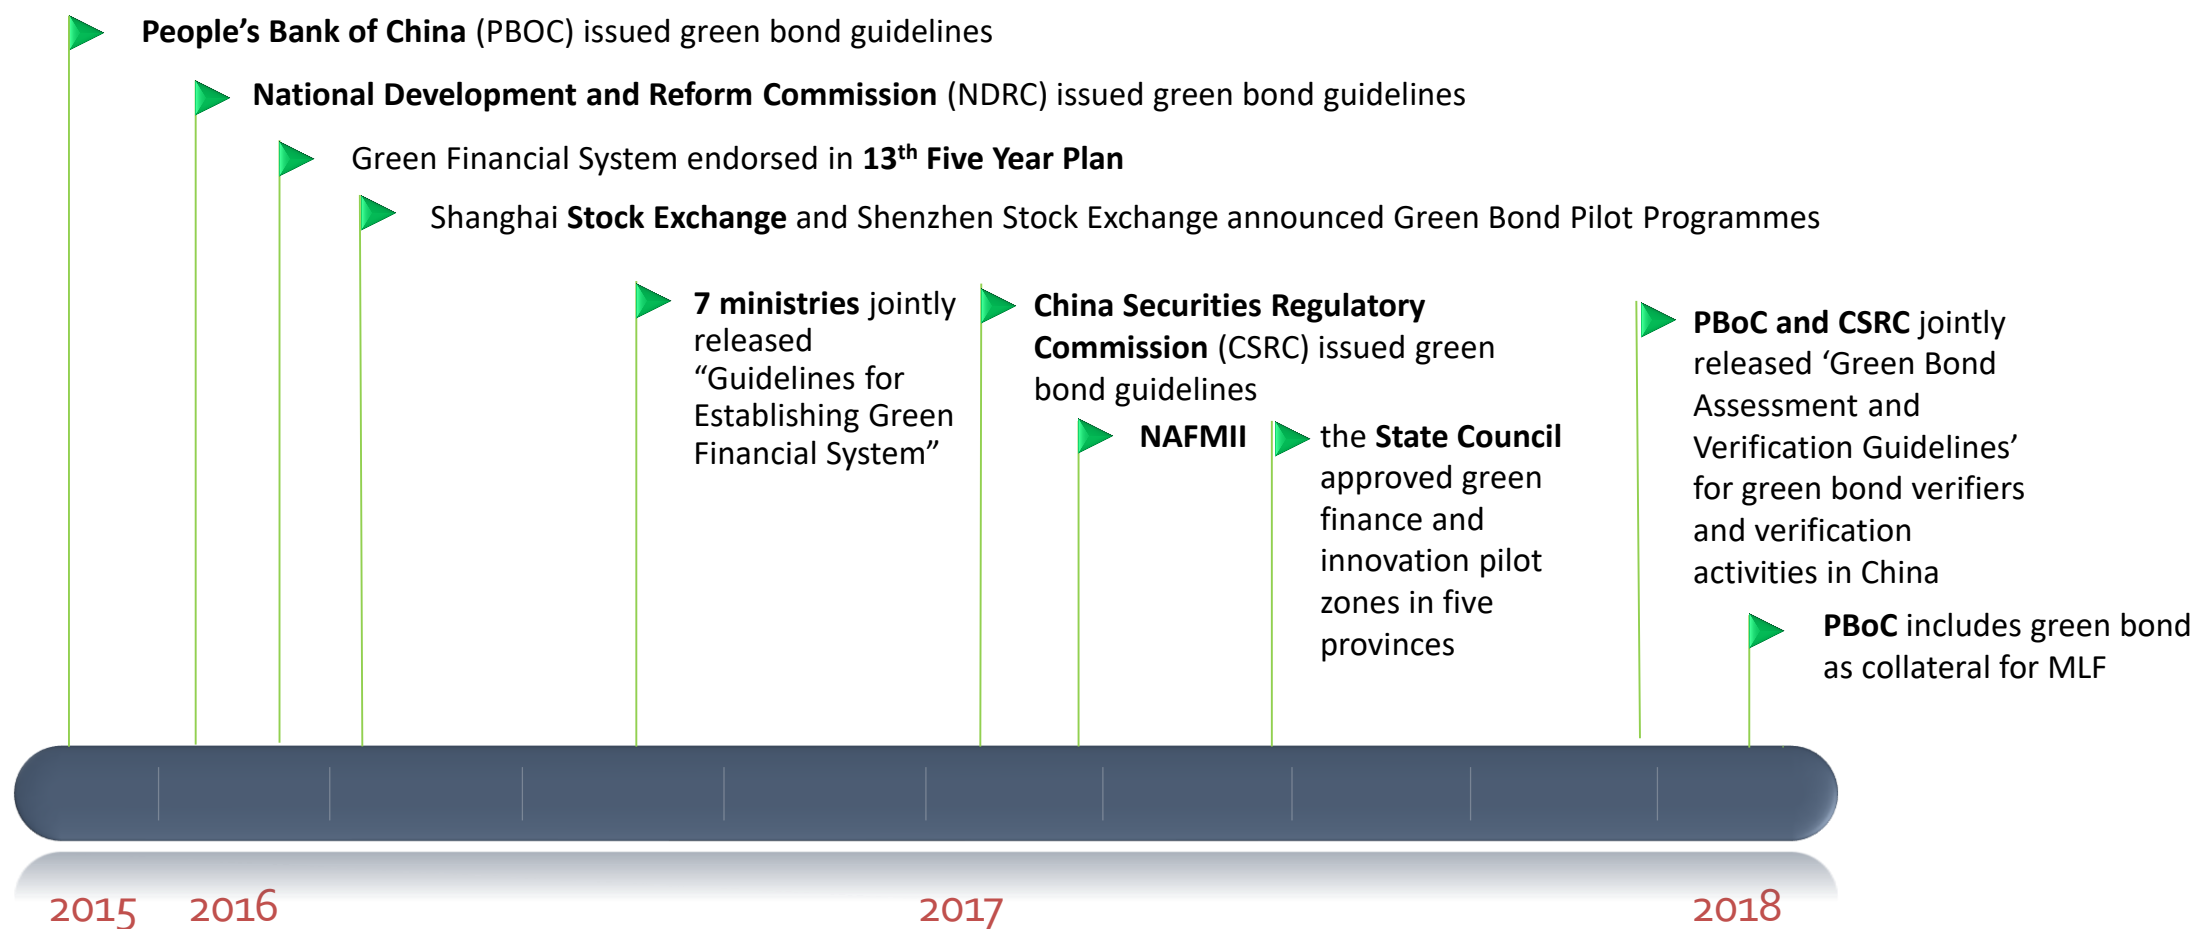 People’s Bank of China (PBOC) issued green bond guidelines
National Development and Reform Commission (NDRC) issued green bond guidelines
Green Financial System endorsed in 13th Five Year Plan
Shanghai Stock Exchange and Shenzhen Stock Exchange announced Green Bond Pilot Programmes
7 ministries jointly
released
“Guidelines for
Establishing Green
Financial System”
China Securities Regulatory
Commission (CSRC) issued green
bond guidelines
NAFMII
the State Council
approved green
finance and
innovation pilot
zones in five
provinces
PBoC and CSRC jointly
released ‘Green Bond
Assessment and
Verification Guidelines’
for green bond verifiers
and verification
activities in China
PBoC includes green bond
as collateral for MLF
2015
2016
2017
2018